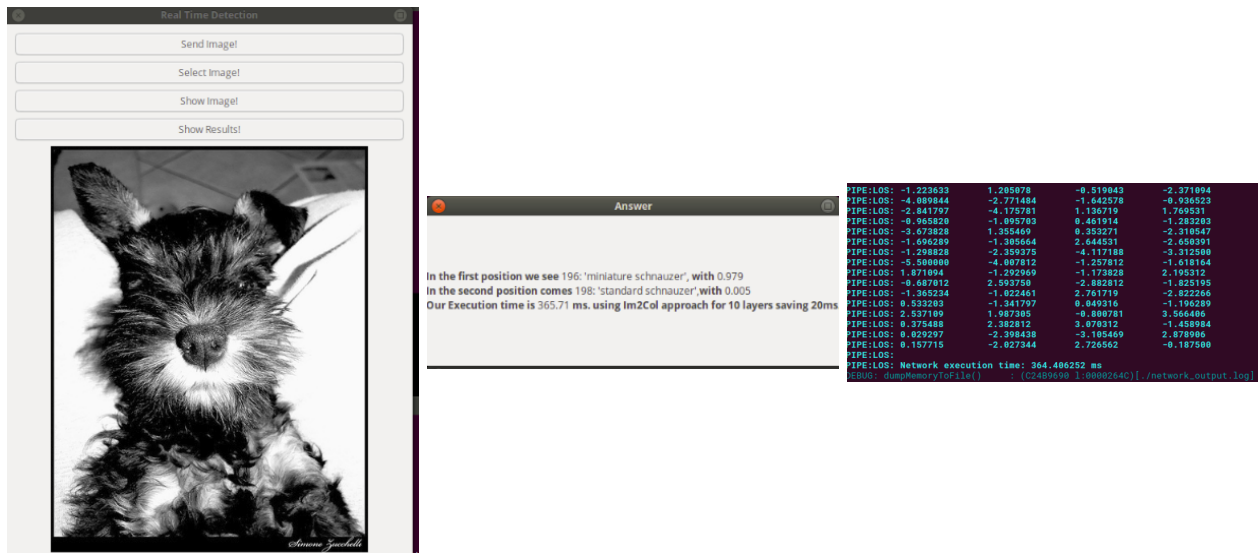 Real Time Detection
Send Image!
Select Image!
Show Image!
Show Results!
Simone Zucchelli
Answer
In the first position we see 196: 'miniature schnauzer', with 0.979
In the second position comes 198: 'standard schnauzer',with 0.005
Our Execution time is 365.71 ms. using Im2Col approach for 10 layers saving 20ms
PIPE:LOS: -1.223633 1.205078 -0.519043 -2.371094
PIPE:LOS: -4.089844 -2.771484 -1.642578 -0.936523
PIPE:LOS: -2.841797 -4.175781 1.136719 1.769531
PIPE:LOS: -0.965820 -1.095703 0.461914 -1.283203
PIPE:LOS: -3.673828 1.355469 0.353271 -2.310547
PIPE:LOS: -1.696289 -1.305664 2.644531 -2.650391
PIPE:LOS: -1.298828 -2.359375 -4.117188 -3.312500
PIPE:LOS: -5.500000 -4.007812 -1.257812 -1.618164
PIPE:LOS: 1.871094 -1.292969 -1.173828 2.195312
PIPE:LOS: -0.687012 2.593750 -2.882812 -1.825195
PIPE:LOS: -1.365234 -1.022461 2.761719 -2.822266
PIPE:LOS: 0.533203 -1.341797 0.049316 -1.196289
PIPE:LOS: 2.537109 1.987305 -0.800781 3.566406
PIPE:LOS: 0.375488 2.382812 3.070312 -1.458984
PIPE:LOS: 0.029297 -2.398438 -3.105469 2.878906
PIPE:LOS: 0.157715 -2.027344 2.726562 -0.187500
PIPE:LOS:
PIPE:LOS: Network execution time: 364.406252 ms
DEBUG: dumpMemoryToFile() : (C24B9690 l:0000264C)[./network_output.log]